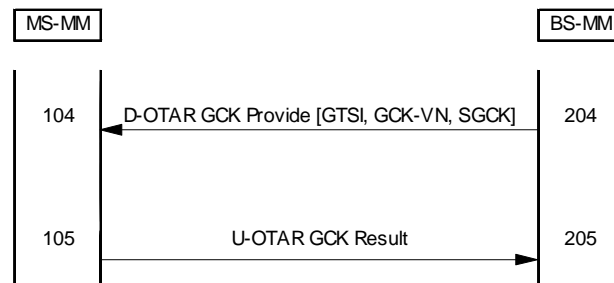 MS-MM
BS-MM
104
D-OTAR GCK Provide [GTSI, GCK-VN, SGCK]
204
105
U-OTAR GCK Result
205